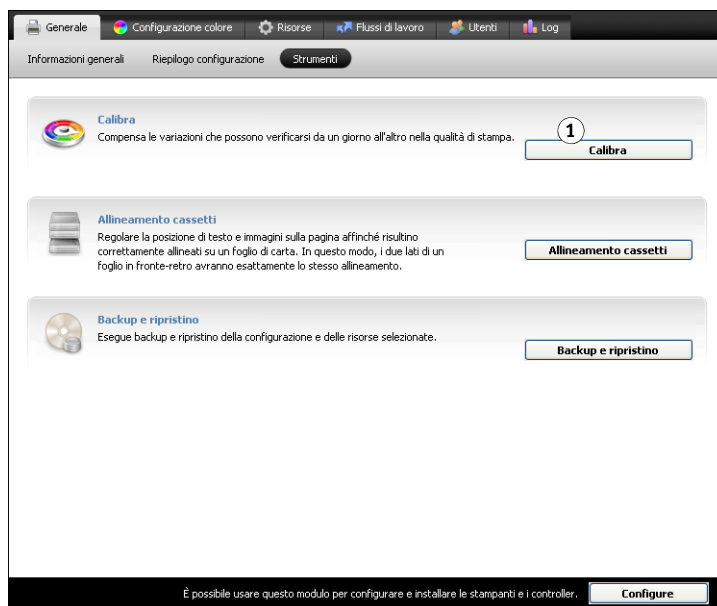 Generale Configurazione colore Risorse Flussi di lavoro Utenti Log
Informazioni generali Riepilogo configurazione Strumenti
Calibra
Compensa le variazioni che possono verificarsi da un giorno all'altro nella qualità di stampa.
1
Calibra
Allineamento cassetti
Regolare la posizione di testo e immagini sulla pagina affinché risultino
correttamente allineati su un foglio di carta. In questo modo, i due lati di un
foglio in fronte-retro avranno esattamente lo stesso allineamento.
Allineamento cassetti
Backup e ripristino
Esegue backup e ripristino della configurazione e delle risorse selezionate.
Backup e ripristino
È possibile usare questo modulo per configurare e installare le stampanti e i controller. Configure